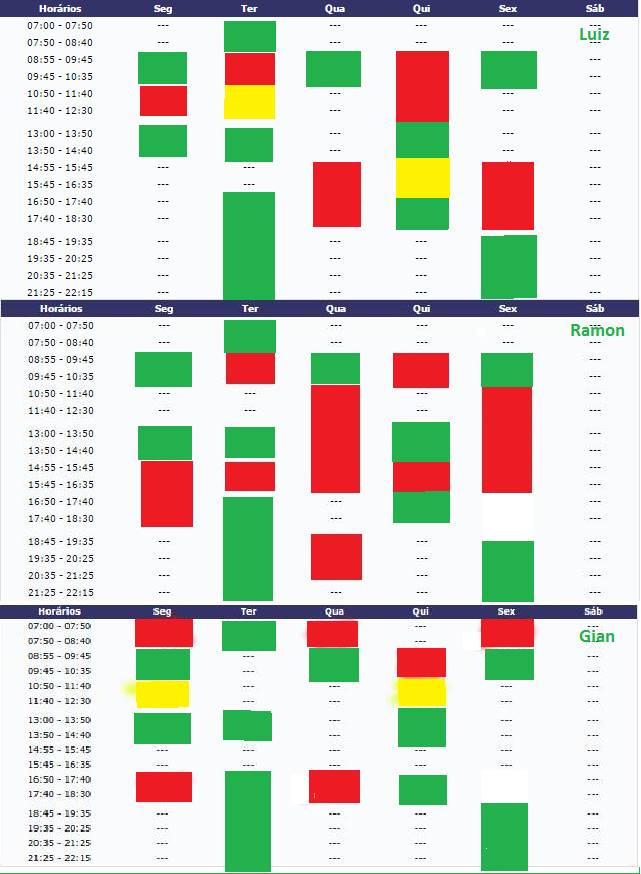 Horários Seg Ter Qua Qui Sex Sáb
07:00 - 07:50 --- --- --- --- ---
Luiz
07:50 - 08:40 --- --- --- --- ---
08:55 - 09:45 ---
09:45 - 10:35 ---
10:50 - 11:40 --- --- ---
11:40 - 12:30 --- --- ---
13:00 - 13:50 --- --- ---
13:50 - 14:40 --- --- ---
14:55 - 15:45 --- --- ---
15:45 - 16:35 --- --- ---
16:50 - 17:40 --- ---
17:40 - 18:30 --- ---
18:45 - 19:35 --- --- --- ---
19:35 - 20:25 --- --- --- ---
20:35 - 21:25 --- --- --- ---
21:25 - 22:15 --- --- --- ---
Horários Seg Ter Qua Qui Sex Sáb
07:00 - 07:50 --- --- --- --- ---
Ramon
07:50 - 08:40 --- --- --- --- ---
08:55 - 09:45 ---
09:45 - 10:35 ---
10:50 - 11:40 --- --- --- ---
11:40 - 12:30 --- --- --- ---
13:00 - 13:50 ---
13:50 - 14:40 ---
14:55 - 15:45 ---
15:45 - 16:35 ---
16:50 - 17:40 --- ---
17:40 - 18:30 --- ---
18:45 - 19:35 --- --- ---
19:35 - 20:25 --- --- ---
20:35 - 21:25 --- --- ---
21:25 - 22:15 --- --- --- ---
Horários Seg Ter Qua Qui Sex Sáb
07:00 - 07:50 --- ---
Gian
07:50 - 08:40 --- ---
08:55 - 09:45 --- ---
09:45 - 10:35 --- ---
10:50 - 11:40 --- --- --- ---
11:40 - 12:30 --- --- --- ---
13:00 - 13:50 --- --- ---
13:50 - 14:40 --- --- ---
14:55 - 15:45 --- --- --- --- --- ---
15:45 - 16:35 --- --- --- --- --- ---
16:50 - 17:40 ---
17:40 - 18:30 ---
18:45 - 19:35 --- --- --- ---
19:35 - 20:25 --- --- --- ---
20:35 - 21:25 --- --- --- ---
21:25 - 22:15 --- --- --- ---